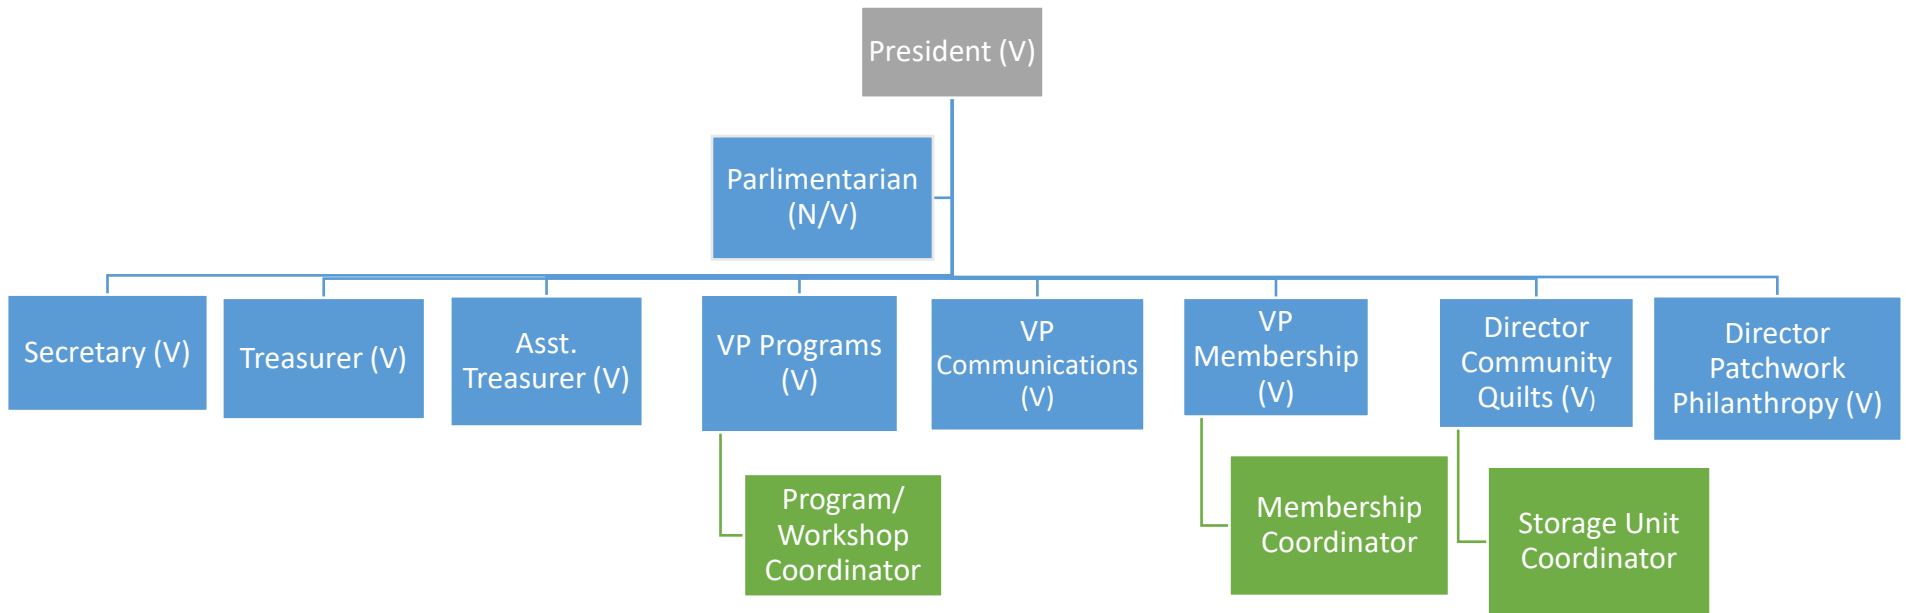 President (V)
Parlimentarian
(N/V)
Secretary (V)
Treasurer (V)
Asst.
Treasurer (V)
VP Programs
(V)
VP
Communications
(V)
VP
Membership
(V)
Director
Community
Quilts (V)
Director
Patchwork
Philanthropy (V)
Program/
Workshop
Coordinator
Membership
Coordinator
Storage Unit
Coordinator